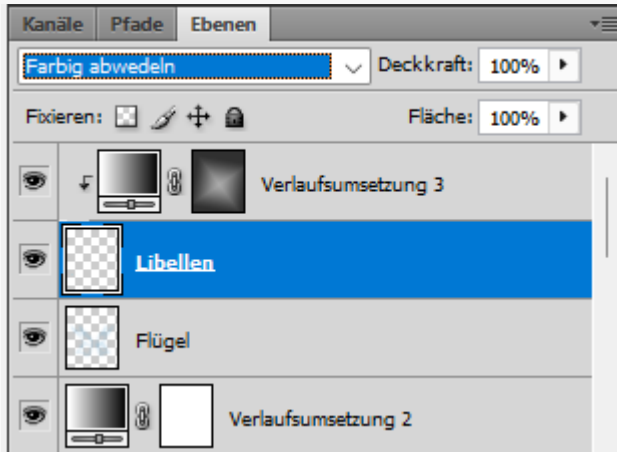 Kanäle Pfade Ebenen
Farbig abwedeln Deckkraft: 100%
Fixieren: Fläche: 100%
Verlaufsumsetzung 3
Libellen
Flügel
Verlaufsumsetzung 2